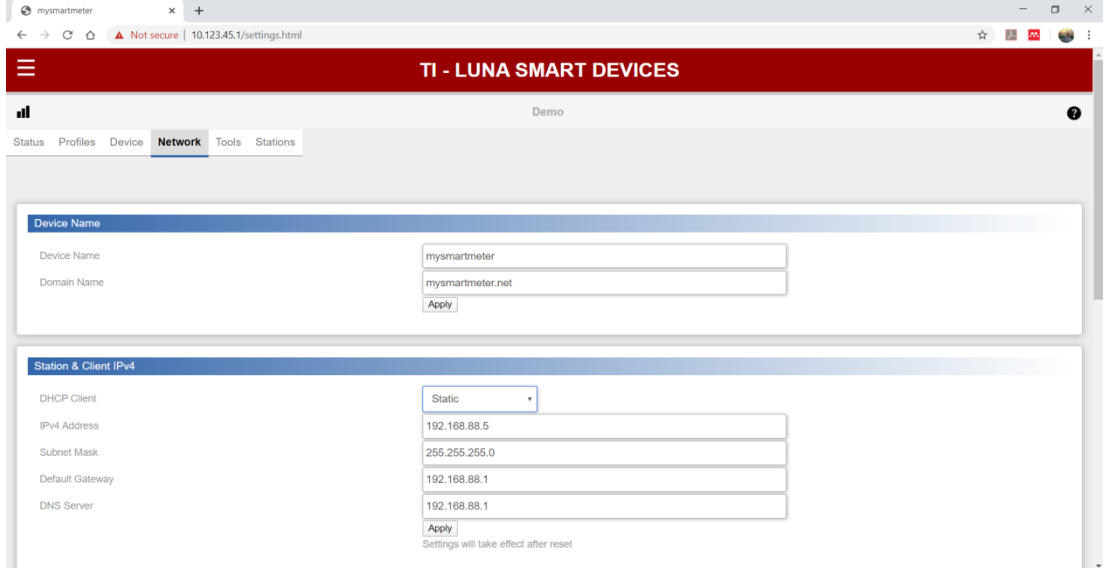 mysmartmeter
Not secure | 10.123.45.1/settings.html
TI - LUNA SMART DEVICES
Demo
Status Profiles Device Network Tools Stations
Device Name
Device Name mysmartmeter
Domain Name mysmartmeter.net
Apply
Station & Client IPv4
DHCP Client Static
IPv4 Address 192.168.88.5
Subnet Mask 255.255.255.0
Default Gateway 192.168.88.1
DNS Server 192.168.88.1
Apply
Settings will take effect after reset